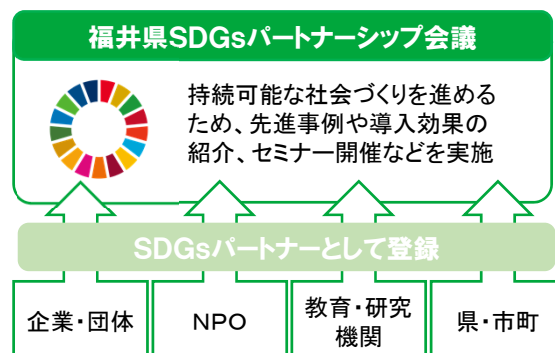 福井県SDGsパートナーシップ会議
持続可能な社会づくりを進める
ため、先進事例や導入効果の
紹介、セミナー開催などを実施
SDGsパートナーとして登録
企業・団体
NPO
教育・研究
機関
県・市町